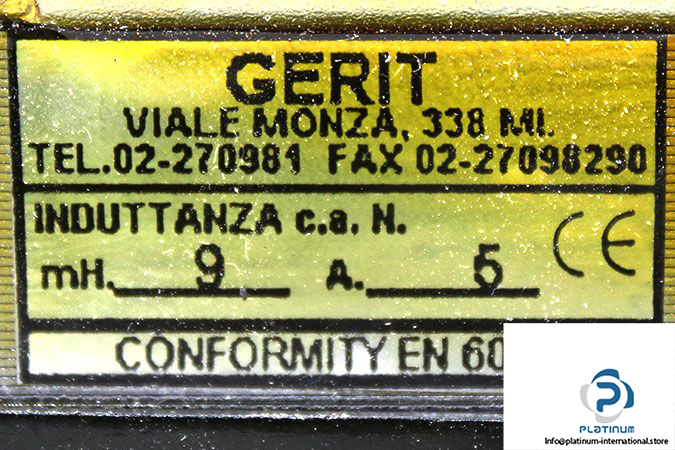 GERIT
VIALE MONZA, 338 MI.
TEL.02-270981 FAX 02-27098290
INDUTTANZA c.a. N.
mH. 9 A. 5 CE
CONFORMITY EN 60
PLATINUM
Info@platinum-international.store